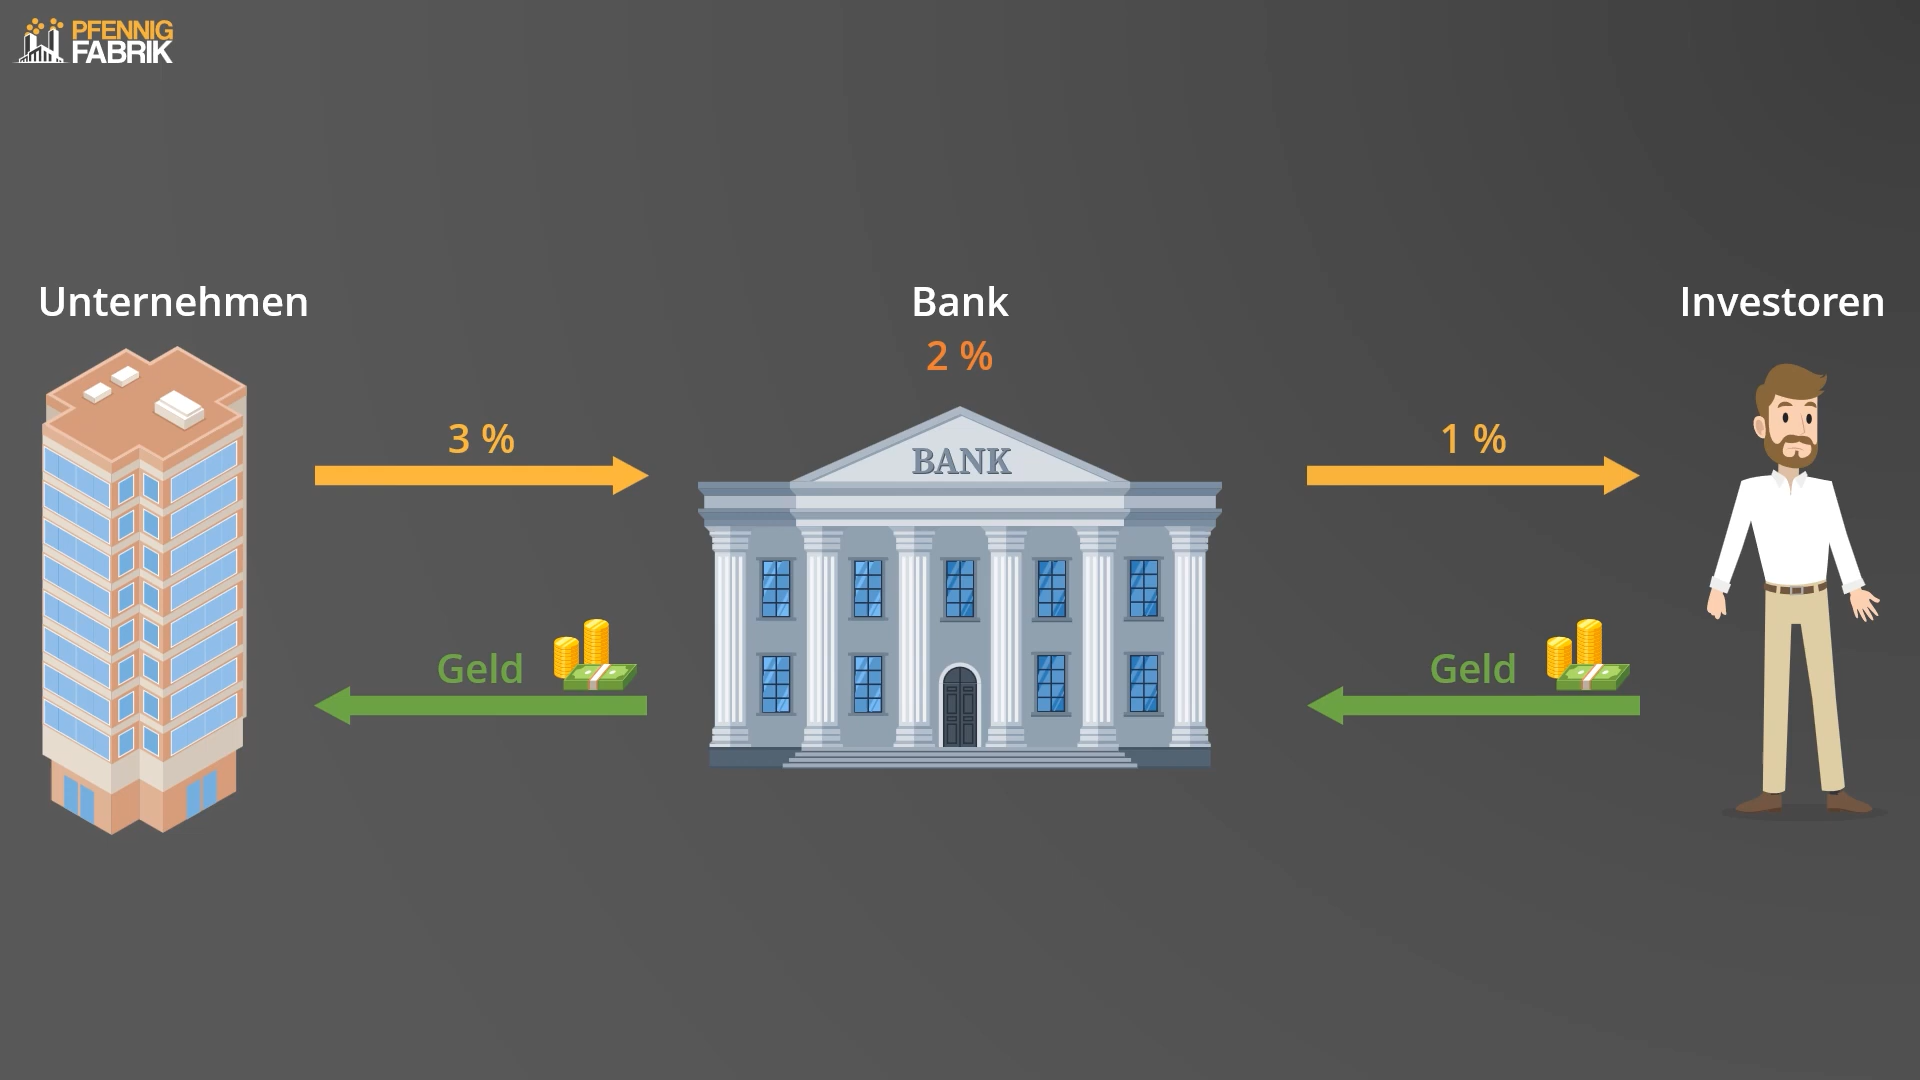 PFENNIG
FABRIK
Unternehmen
Bank
Investoren
2 %
3 %
1 %
BANK
Geld
Geld